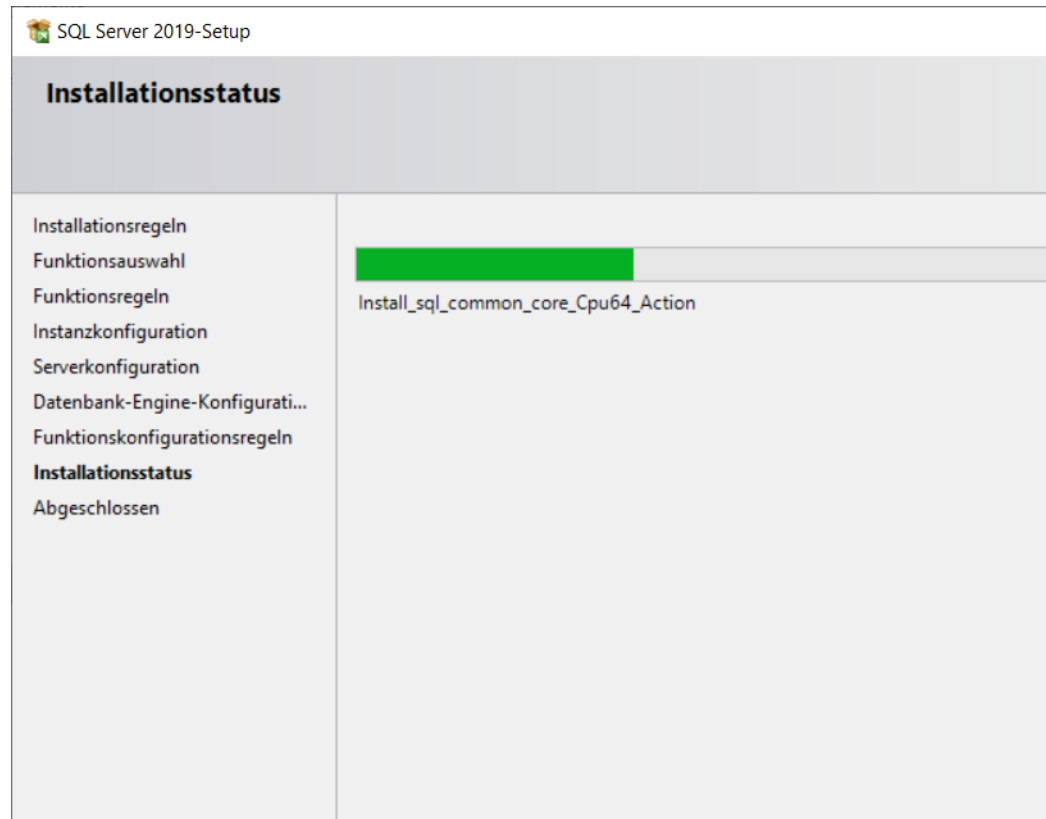 SQL Server 2019-Setup
Installationsstatus
Installationsregeln
Funktionsauswahl
Funktionsregeln
Instanzkonfiguration
Serverkonfiguration
Datenbank-Engine-Konfigurati...
Funktionskonfigurationsregeln
Installationsstatus
Abgeschlossen
Install_sql_common_core_Cpu64_Action